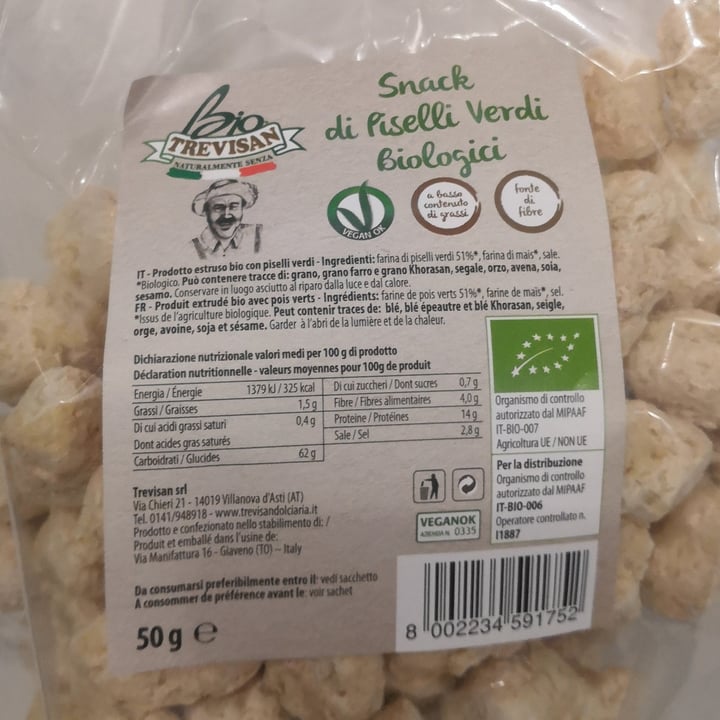 Bio
TREVISAN
NATURALMENTE SENZA
Snack
di Piselli Verdi
Biologici
VEGAN OK
a basso
contenuto
di grassi
fonte
di
fibre
IT - Prodotto estruso bio con piselli verdi - Ingredienti: farina di piselli verdi 51%*, farina di mais*, sale.
*Biologico. Può contenere tracce di: grano, grano farro e grano Khorasan, segale, orzo, avena, soia,
sesamo. Conservare in luogo asciutto al riparo dalla luce e dal calore.
FR - Produit extrudé bio avec pois verts - Ingrédients: farine de pois verts 51%*, farine de maïs*, sel.
*Issus de l'agriculture biologique. Peut contenir traces de: blé, blé épeautre et blé Khorasan, seigle,
orge, avoine, soja et sésame. Garder à l'abri de la lumière et de la chaleur.
Dichiarazione nutrizionale valori medi per 100 g di prodotto
Déclaration nutritionnelle - valeurs moyennes pour 100g de produit
Energia / Énergie 1379 kJ / 325 kcal
Grassi / Graisses 1,5 g
Di cui acidi grassi saturi 0,4 g
Dont acides gras saturés
Carboidrati / Glucides 62 g
Di cui zuccheri / Dont sucres 0,7 g
Fibre / Fibres alimentaires 4,0 g
Proteine / Protéines 14 g
Sale / Sel 2,8 g
Organismo di controllo
autorizzato dal MIPAAF
IT-BIO-007
Agricoltura UE / NON UE
Per la distribuzione
Organismo di controllo
autorizzato dal MIPAAF
IT-BIO-006
Operatore controllato n.
I1887
Trevisan srl
Via Chieri 21 - 14019 Villanova d'Asti (AT)
Tel. 0141/948918 - www.trevisandolciaria.it
Prodotto e confezionato nello stabilimento di: /
Produit et emballé dans l'usine de:
Via Manifattura 16 - Giaveno (TO) – Italy
VEGANOK
AZIENDA N. 0335
Da consumarsi preferibilmente entro il: vedi sacchetto
A consommer de préférence avant le: voir sachet
50 g e
8 002234 591752